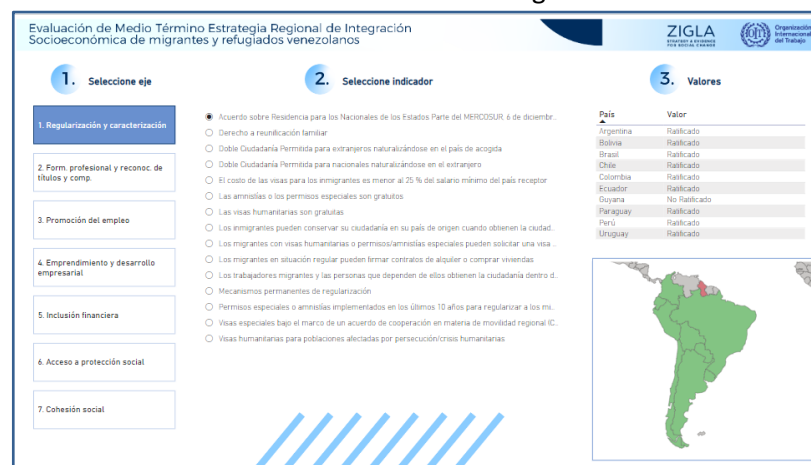 Evaluación de Medio Término Estrategia Regional de Integración
Socioeconómica de migrantes y refugiados venezolanos
ZIGLA
STRATEGY & EVIDENCE
FOR SOCIAL CHANGE
Organización
Internacional
del Trabajo
1. Seleccione eje
2. Seleccione indicador
3. Valores
1. Regularización y caracterización
2. Form. profesional y reconoc. de
títulos y comp.
3. Promoción del empleo
4. Emprendimiento y desarrollo
empresarial
5. Inclusión financiera
6. Acceso a protección social
7. Cohesión social
Acuerdo sobre Residencia para los Nacionales de los Estados Parte del MERCOSUR: 6 de diciembr..
Derecho a reunificación familiar
Doble Ciudadanía Permitida para extranjeros naturalizándose en el país de acogida
Doble Ciudadanía Permitida para nacionales naturalizándose en el extranjero
El costo de las visas para los inmigrantes es menor al 25 % del salario mínimo del país receptor
Las amnistías o los permisos especiales son gratuitos
Las visas humanitarias son gratuitas
Los inmigrantes pueden conservar su ciudadanía en su país de origen cuando obtienen la ciudad..
Los migrantes con visas humanitarias o permisos/amnistías especiales pueden solicitar una visa ..
Los migrantes en situación regular pueden firmar contratos de alquiler o comprar viviendas
Los trabajadores migrantes y las personas que dependen de ellos obtienen la ciudadanía dentro d..
Mecanismos permanentes de regularización
Permisos especiales o amnistías implementados en los últimos 10 años para regularizar a los mi..
Visas especiales bajo el marco de un acuerdo de cooperación en materia de movilidad regional (C..
Visas humanitarias para poblaciones afectadas por persecución/crisis humanitarias
País Valor
Argentina Ratificado
Bolivia Ratificado
Brasil Ratificado
Chile Ratificado
Colombia Ratificado
Ecuador Ratificado
Guyana No Ratificado
Paraguay Ratificado
Perú Ratificado
Uruguay Ratificado